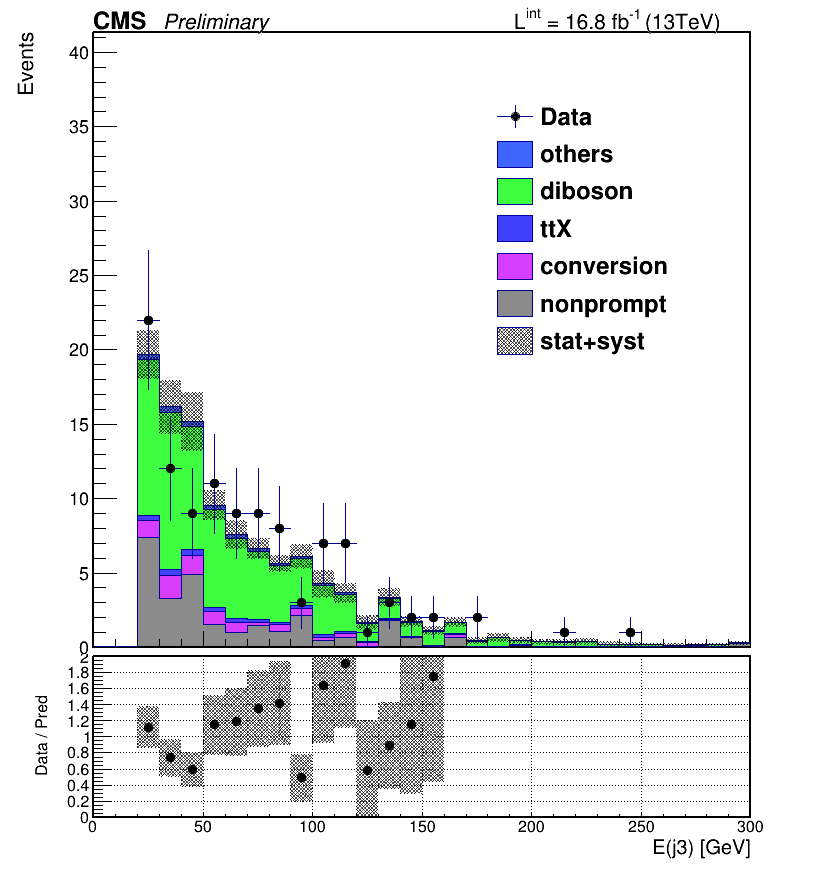 CMS Preliminary L^int = 16.8 fb^-1 (13TeV)
Events
40
35
30
25
20
15
10
5
0
Data
others
diboson
ttX
conversion
nonprompt
stat+syst
Data / Pred
2
1.8
1.6
1.4
1.2
1
0.8
0.6
0.4
0.2
0
0 50 100 150 200 250 300
E(j3) [GeV]